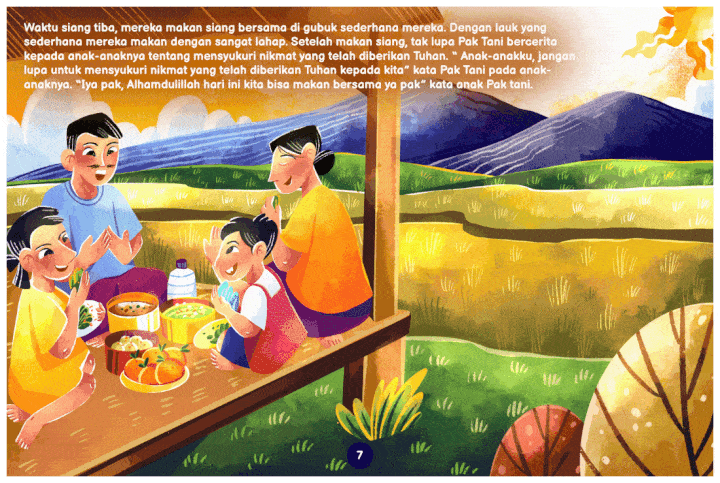 Waktu siang tiba, mereka makan siang bersama di gubuk sederhana mereka. Dengan lauk yang
sederhana mereka makan dengan sangat lahap. Setelah makan siang, tak lupa Pak Tani bercerita
kepada anak-anaknya tentang mensyukuri nikmat yang telah diberikan Tuhan. “ Anak-anakku, jangan
lupa untuk mensyukuri nikmat yang telah diberikan Tuhan kepada kita” kata Pak Tani pada anak-
anaknya. “Iya pak, Alhamdulillah hari ini kita bisa makan bersama ya pak” kata anak Pak tani.
7